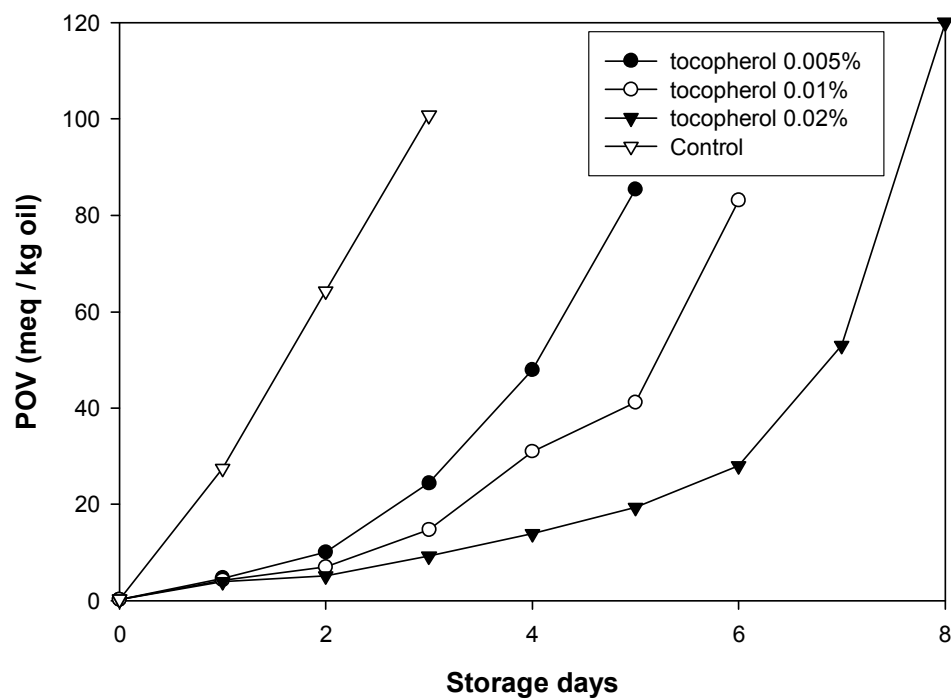 120
100
80
60
40
20
0
POV (meq / kg oil)
tocopherol 0.005%
tocopherol 0.01%
tocopherol 0.02%
Control
0 2 4 6 8
Storage days